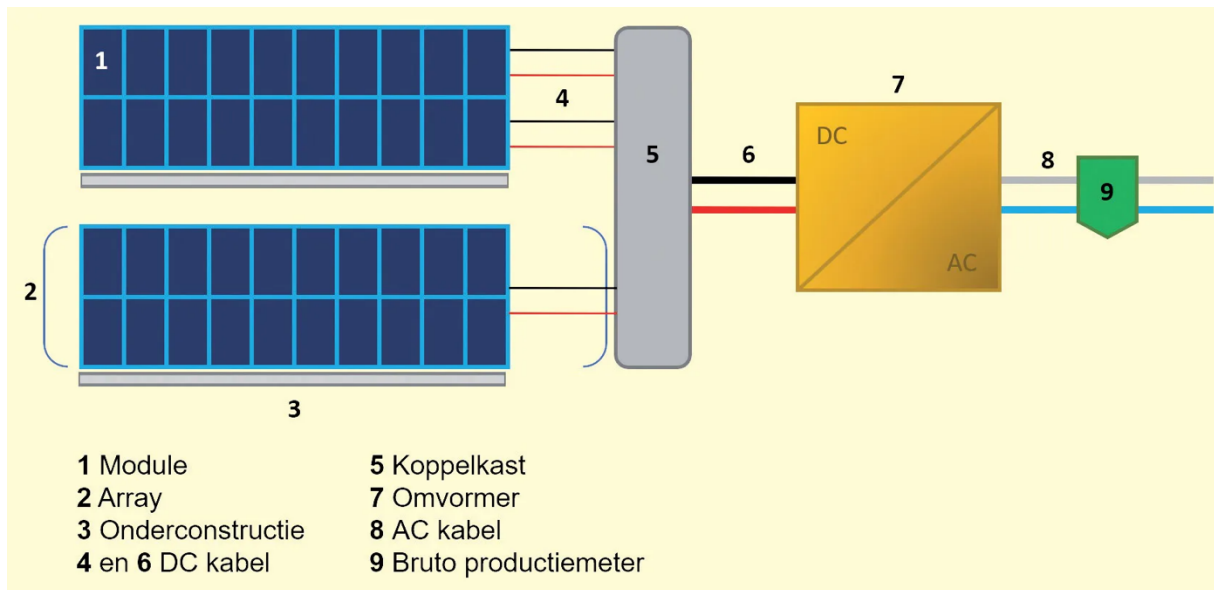 1
4
5
6
7
DC
AC
8
9
2
3
1 Module
2 Array
3 Onderconstructie
4 en 6 DC kabel
5 Koppelkast
7 Omvormer
8 AC kabel
9 Bruto productiemeter